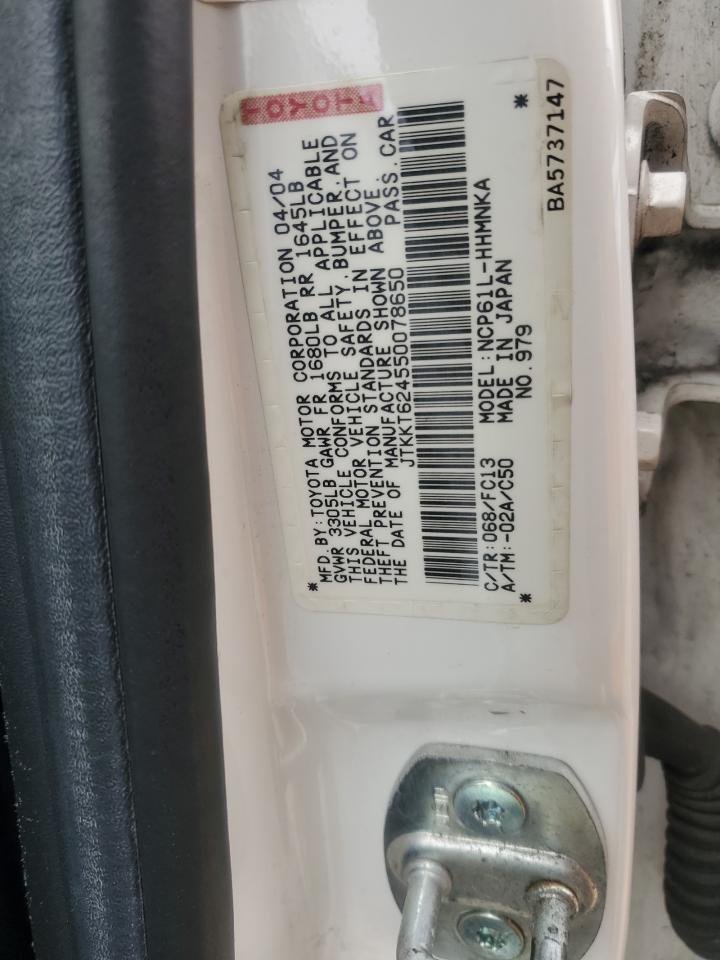 TOYOTA
MFD. BY: TOYOTA MOTOR CORPORATION 04/04
GVWR 3305LB GAWR FR 1680LB RR 1645LB
THIS VEHICLE CONFORMS TO ALL APPLICABLE
FEDERAL MOTOR VEHICLE SAFETY, BUMPER, AND
THEFT PREVENTION STANDARDS IN EFFECT ON
THE DATE OF MANUFACTURE SHOWN ABOVE.
JTKKT624550078650 PASS. CAR
C/TR: 068/FC13 MODEL: NCP61L-HHMNKA
A/TM: -02A/C50 MADE IN JAPAN
NO. 979
BA5737147